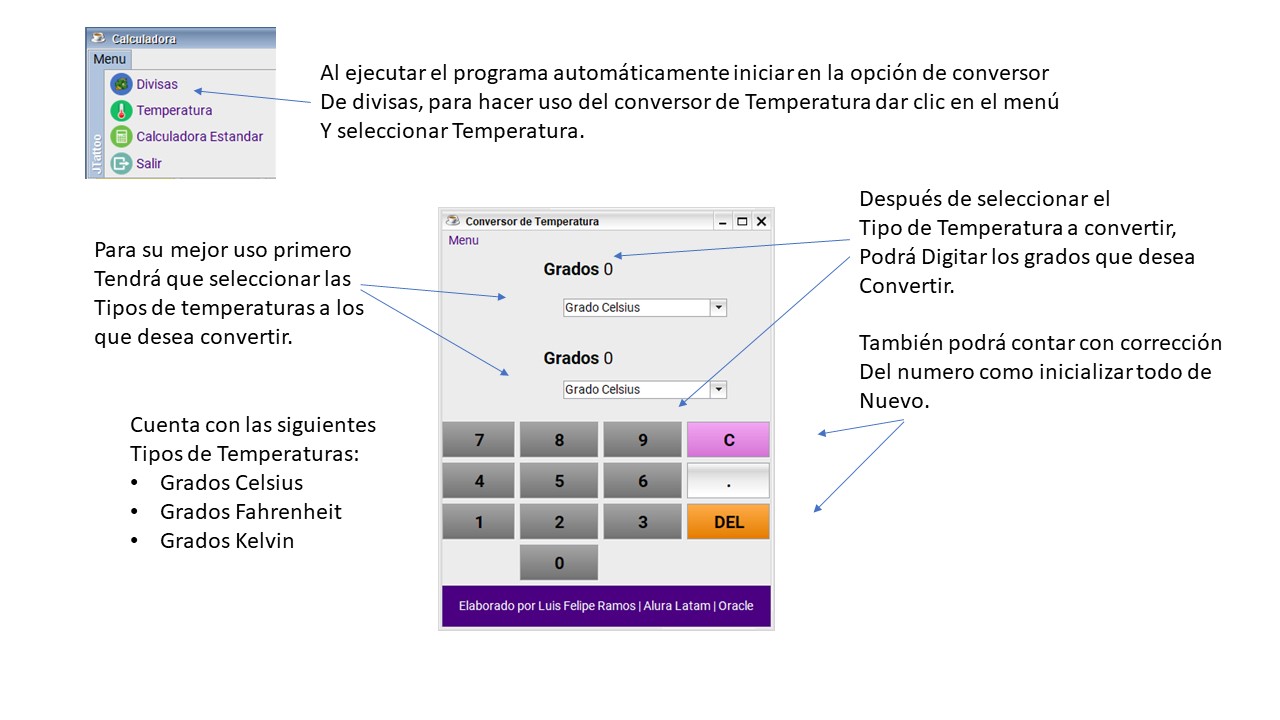 Calculadora
Menu
Divisas
Temperatura
Calculadora Estandar
Salir
JTattoo
Al ejecutar el programa automáticamente iniciar en la opción de conversor
De divisas, para hacer uso del conversor de Temperatura dar clic en el menú
Y seleccionar Temperatura.
Para su mejor uso primero
Tendrá que seleccionar las
Tipos de temperaturas a los
que desea convertir.
Cuenta con las siguientes
Tipos de Temperaturas:
• Grados Celsius
• Grados Fahrenheit
• Grados Kelvin
Conversor de Temperatura
Menu
Grados 0
Grado Celsius
Grados 0
Grado Celsius
7 8 9 C
4 5 6 .
1 2 3 DEL
0
Elaborado por Luis Felipe Ramos | Alura Latam | Oracle
Después de seleccionar el
Tipo de Temperatura a convertir,
Podrá Digitar los grados que desea
Convertir.
También podrá contar con corrección
Del numero como inicializar todo de
Nuevo.